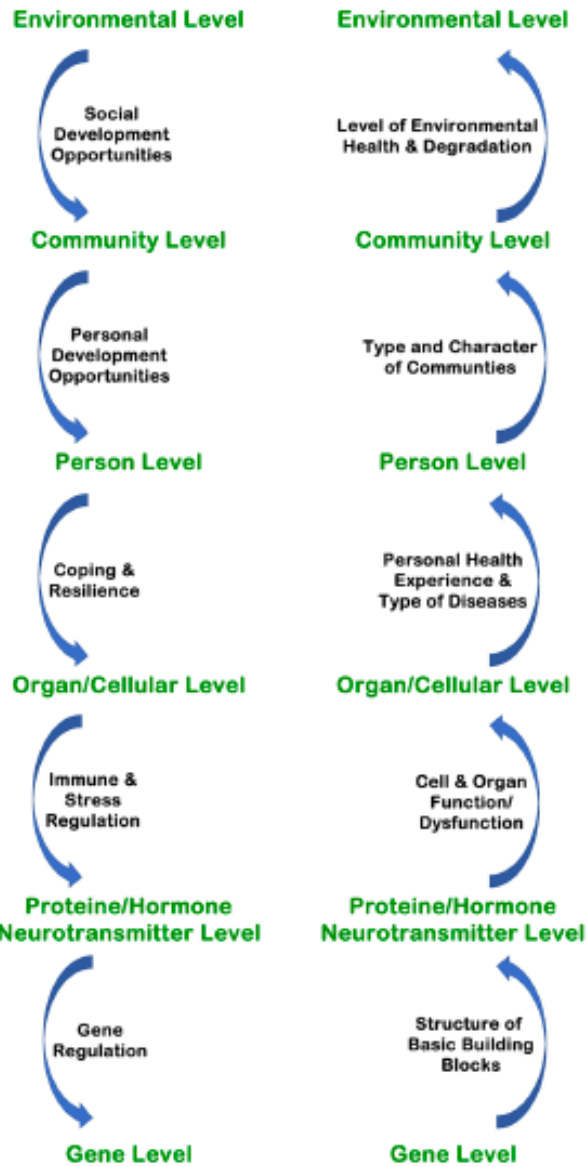 Environmental Level
Social
Development
Opportunities
Community Level
Personal
Development
Opportunities
Person Level
Coping &
Resilience
Organ/Cellular Level
Immune &
Stress
Regulation
Proteine/Hormone
Neurotransmitter Level
Gene
Regulation
Gene Level
Environmental Level
Level of Environmental
Health & Degradation
Community Level
Type and Character
of Communties
Person Level
Personal Health
Experience &
Type of Diseases
Organ/Cellular Level
Cell & Organ
Function/
Dysfunction
Proteine/Hormone
Neurotransmitter Level
Structure of
Basic Building
Blocks
Gene Level